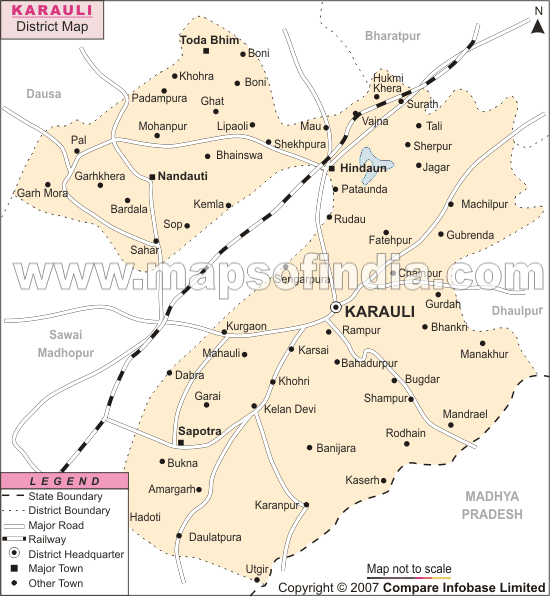 KARAULI
District Map
N
Toda Bhim
Boni
Bharatpur
Khohra
Boni
Hukmi
Khera
Dausa
Padampura
Surath
Ghat
Vajna
Mohanpur
Lipaoli
Mau
Tali
Pal
Shekhpura
Sherpur
Bhainswa
Hindaun
Jagar
Garhkhera
Nandauti
Garh Mora
Pataunda
Bardala
Kemla
Machilpur
Sop
Rudau
Fatehpur
Gubrenda
Sahar
www.mapsofindia.com
Sengarpura
Chainpur
Gurdah
KARAULI
Dhaulpur
Sawai
Madhopur
Kurgaon
Rampur
Bhankri
Mahauli
Karsai
Manakhur
Bahadurpur
Dabra
Khohri
Bugdar
Garai
Shampur
Kelan Devi
Mandrael
Sapotra
Rodhain
Banijara
Bukna
Kaserh
Amargarh
Karanpur
MADHYA
PRADESH
Hadoti
Daulatpura
Utgir
LEGEND
State Boundary
District Boundary
Major Road
Railway
District Headquarter
Major Town
Other Town
Map not to scale
Copyright © 2007 Compare Infobase Limited